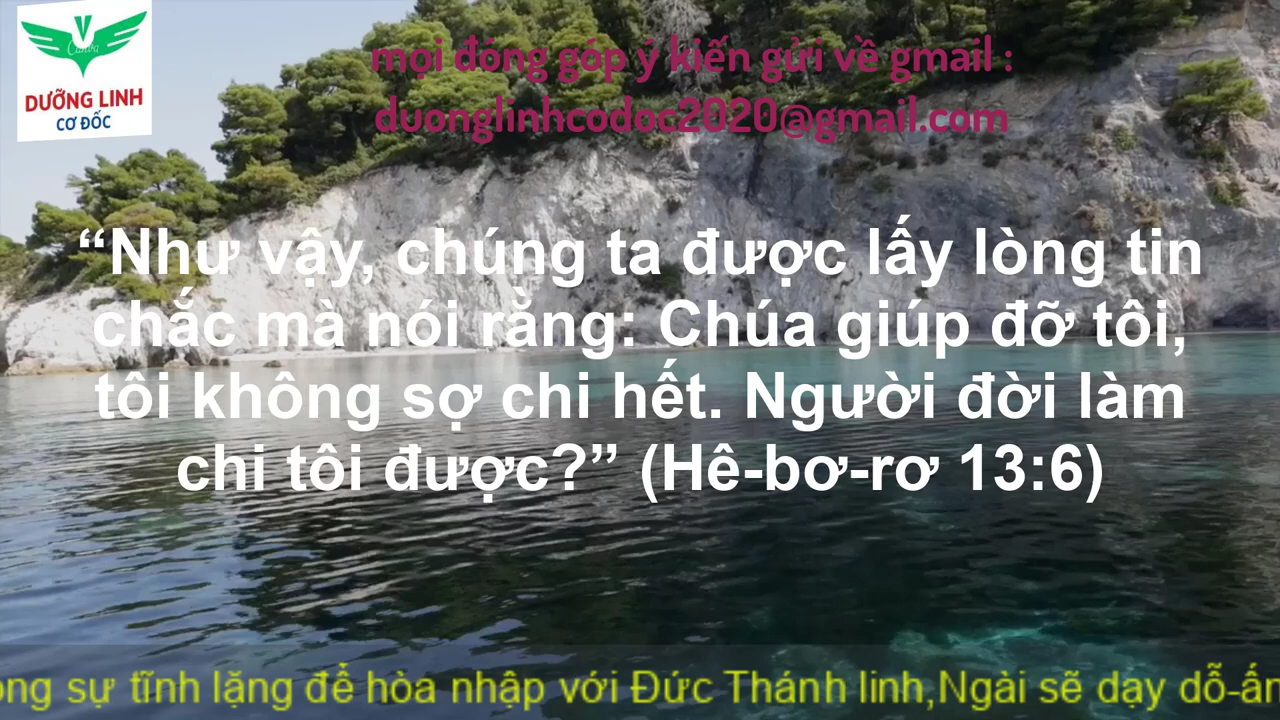 Canva
DƯỠNG LINH
CƠ ĐỐC
mọi đóng góp ý kiến gửi về gmail :
duonglinhcodoc2020@gmail.com
“Như vậy, chúng ta được lấy lòng tin
chắc mà nói rằng: Chúa giúp đỡ tôi,
tôi không sợ chi hết. Người đời làm
chi tôi được?” (Hê-bơ-rơ 13:6)
ong sự tĩnh lặng để hòa nhập với Đức Thánh linh,Ngài sẽ dạy dỗ-ấn